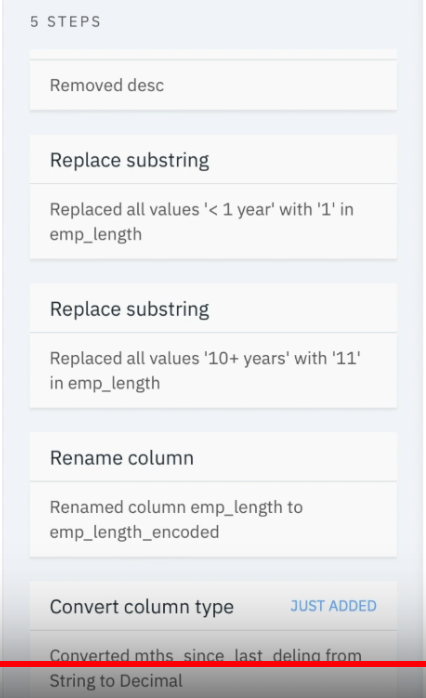 5 STEPS
Removed desc
Replace substring
Replaced all values '< 1 year' with '1' in
emp_length
Replace substring
Replaced all values '10+ years' with '11'
in emp_length
Rename column
Renamed column emp_length to
emp_length_encoded
Convert column type JUST ADDED
Converted mths_since_last_delinq from
String to Decimal